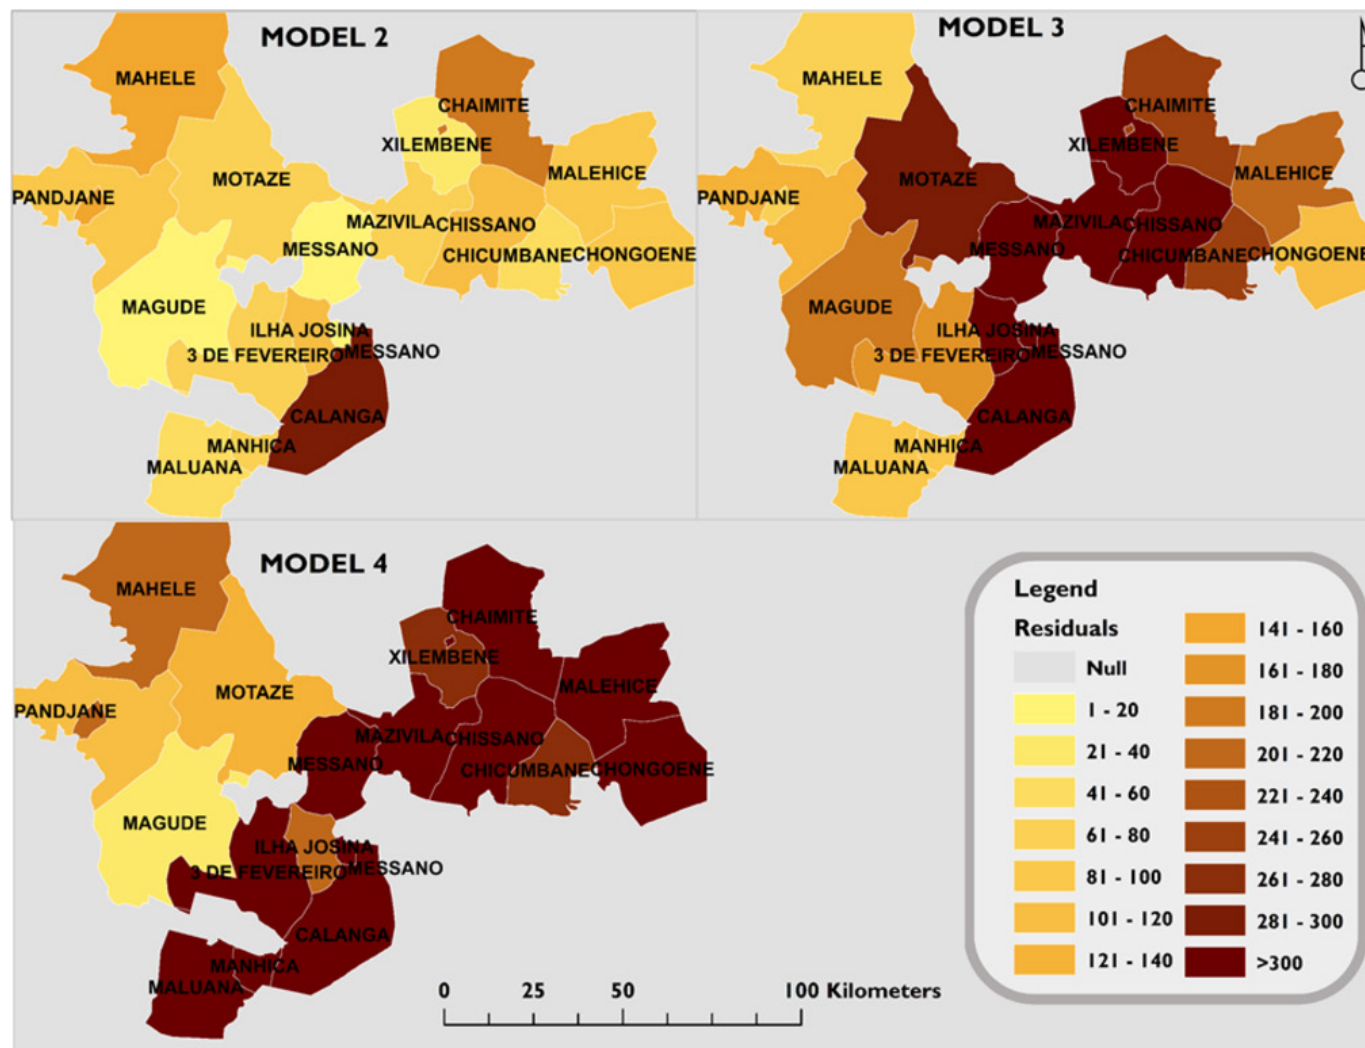 MODEL 2
MAHELE
CHAIMITE
XILEMBENE
MALEHICE
MOTAZE
PANDJANE
MAZIVILA
CHISSANO
MESSANO
CHICUMBANE
CHONGOENE
MAGUDE
ILHA JOSINA
3 DE FEVEREIRO
MESSANO
CALANGA
MANHICA
MALUANA
MODEL 3
MAHELE
CHAIMITE
XILEMBENE
MALEHICE
MOTAZE
PANDJANE
MAZIVILA
CHISSANO
MESSANO
CHICUMBANE
CHONGOENE
MAGUDE
ILHA JOSINA
3 DE FEVEREIRO
MESSANO
CALANGA
MANHICA
MALUANA
MODEL 4
MAHELE
CHAIMITE
XILEMBENE
MALEHICE
MOTAZE
PANDJANE
MAZIVILA
CHISSANO
MESSANO
CHICUMBANE
CHONGOENE
MAGUDE
ILHA JOSINA
3 DE FEVEREIRO
MESSANO
CALANGA
MANHICA
MALUANA
0 25 50 100 Kilometers
Legend
Residuals
Null
1 - 20
21 - 40
41 - 60
61 - 80
81 - 100
101 - 120
121 - 140
141 - 160
161 - 180
181 - 200
201 - 220
221 - 240
241 - 260
261 - 280
281 - 300
>300